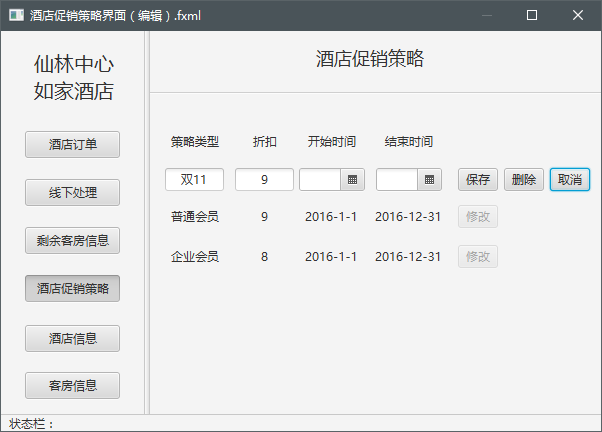 酒店促销策略界面（编辑）.fxml
仙林中心
如家酒店
酒店订单
线下处理
剩余客房信息
酒店促销策略
酒店信息
客房信息
酒店促销策略
策略类型 折扣 开始时间 结束时间
双11 9 保存 删除 取消
普通会员 9 2016-1-1 2016-12-31 修改
企业会员 8 2016-1-1 2016-12-31 修改
状态栏：